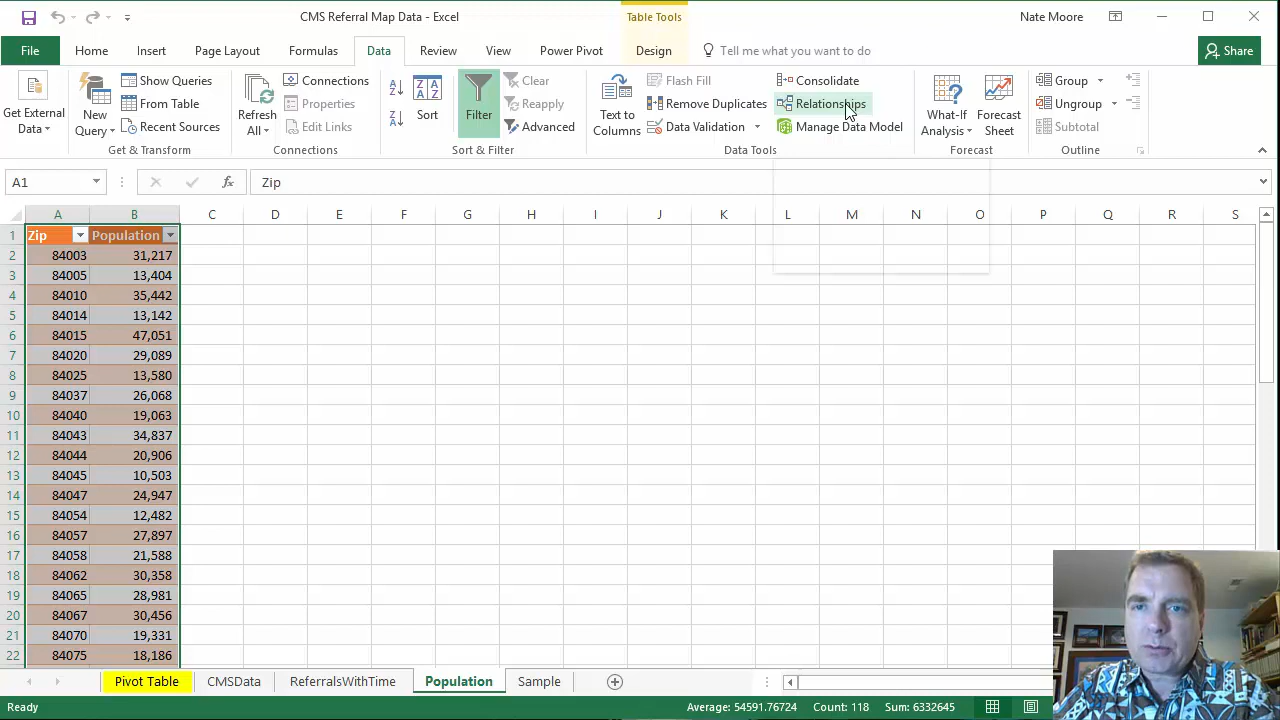 CMS Referral Map Data - Excel
Table Tools
Nate Moore
File
Home
Insert
Page Layout
Formulas
Data
Review
View
Power Pivot
Design
Tell me what you want to do
Share
Get External
Data
New
Query
Show Queries
From Table
Recent Sources
Get & Transform
Refresh
All
Connections
Properties
Edit Links
Connections
Sort
Filter
Clear
Reapply
Advanced
Sort & Filter
Text to
Columns
Flash Fill
Remove Duplicates
Data Validation
Consolidate
Relationships
Manage Data Model
Data Tools
What-If
Analysis
Forecast
Sheet
Forecast
Group
Ungroup
Subtotal
Outline
A1
fx
Zip
A B C D E F G H I J K L M N O P Q R S
1 Zip Population
2 84003 31,217
3 84005 13,404
4 84010 35,442
5 84014 13,142
6 84015 47,051
7 84020 29,089
8 84025 13,580
9 84037 26,068
10 84040 19,063
11 84043 34,837
12 84044 20,906
13 84045 10,503
14 84047 24,947
15 84054 12,482
16 84057 27,897
17 84058 21,588
18 84062 30,358
19 84065 28,981
20 84067 30,456
21 84070 19,331
22 84075 18,186
Pivot Table
CMSData
ReferralsWithTime
Population
Sample
Ready
Average: 54591.76724
Count: 118
Sum: 6332645